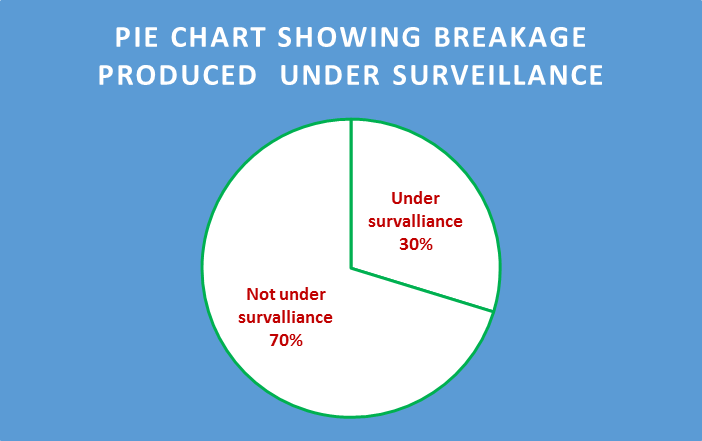 PIE CHART SHOWING BREAKAGE
PRODUCED  UNDER SURVEILLANCE
Under
survalliance
30%
Not under
survalliance
70%